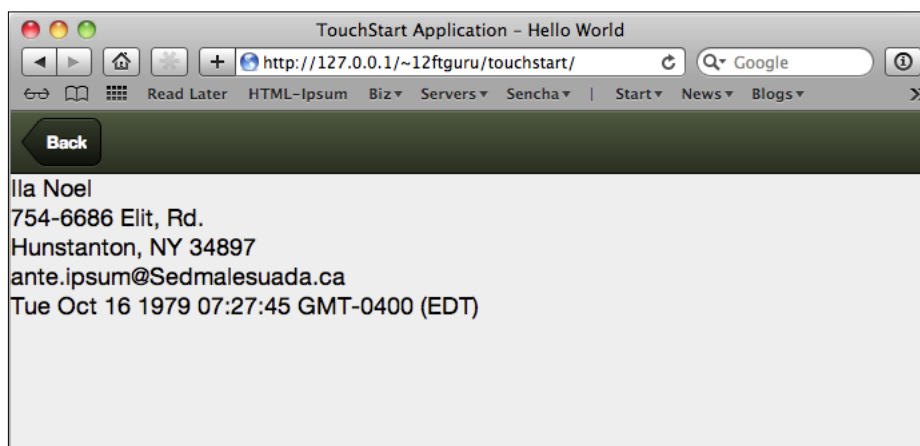 TouchStart Application – Hello World
http://127.0.0.1/~12ftguru/touchstart/
Google
Read Later HTML-Ipsum Biz Servers Sencha | Start News Blogs
Back
Ila Noel
754-6686 Elit, Rd.
Hunstanton, NY 34897
ante.ipsum@Sedmalesuada.ca
Tue Oct 16 1979 07:27:45 GMT-0400 (EDT)